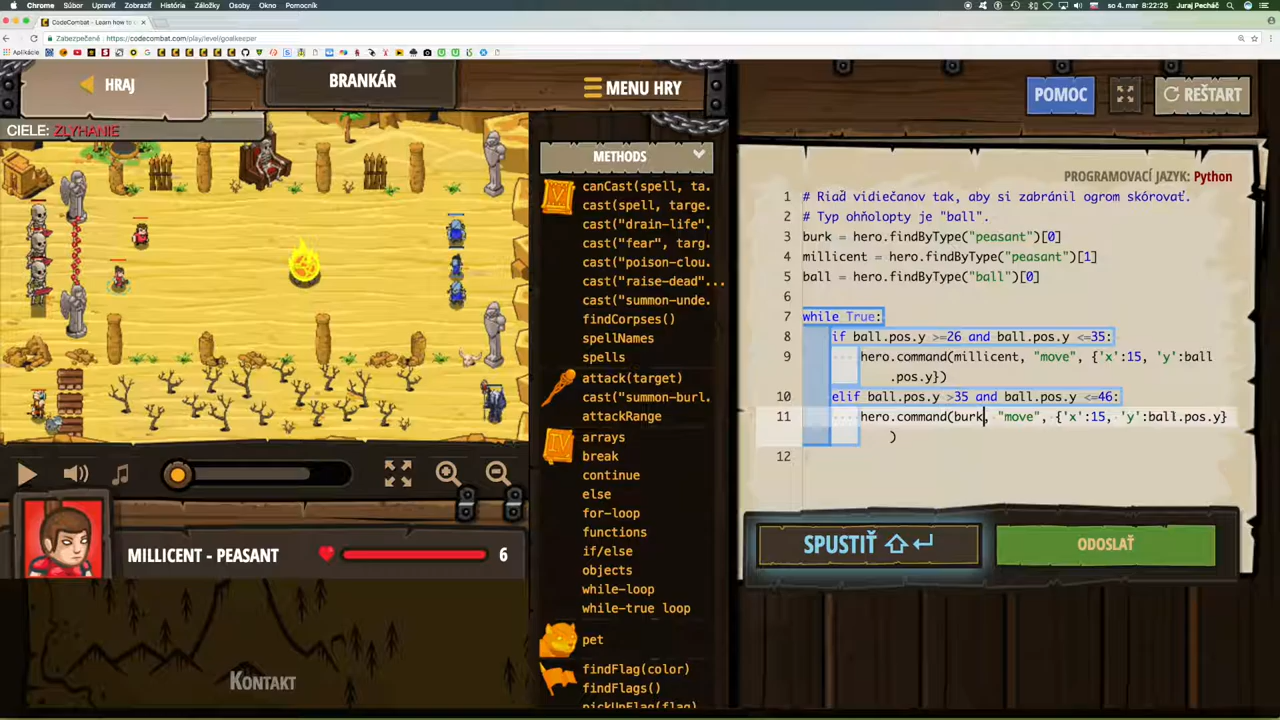 Chrome Súbor Upraviť Zobraziť História Záložky Osoby Okno Pomocník
so 4. mar 8:22:25 Juraj Pecháč
CodeCombat - Learn how to c
Zabezpečené https://codecombat.com/play/level/goalkeeper
Aplikácie
HRAJ
BRANKÁR
MENU HRY
POMOC
REŠTART
CIELE: ZLYHANIE
METHODS
canCast(spell, ta.
cast(spell, targe.
cast("drain-life"
cast("fear", targ.
cast("poison-clou.
cast("raise-dead"...
cast("summon-unde.
findCorpses()
spellNames
spells
attack(target)
cast("summon-burl.
attackRange
arrays
break
continue
else
for-loop
functions
if/else
objects
while-loop
while-true loop
pet
findFlag(color)
findFlags()
pickUpFlag(flag)
PROGRAMOVACÍ JAZYK: Python
1 # Riaď vidiečanov tak, aby si zabránil ogrom skórovať.
2 # Typ ohňolopty je "ball".
3 burk = hero.findByType("peasant")[0]
4 millicent = hero.findByType("peasant")[1]
5 ball = hero.findByType("ball")[0]
6
7 while True:
8 if ball.pos.y >=26 and ball.pos.y <=35:
9 hero.command(millicent, "move", {'x':15, 'y':ball
.pos.y})
10 elif ball.pos.y >35 and ball.pos.y <=46:
11 hero.command(burk, "move", {'x':15, 'y':ball.pos.y}
)
12
SPUSTIŤ
ODOSLAŤ
MILLICENT - PEASANT
6
KONTAKT